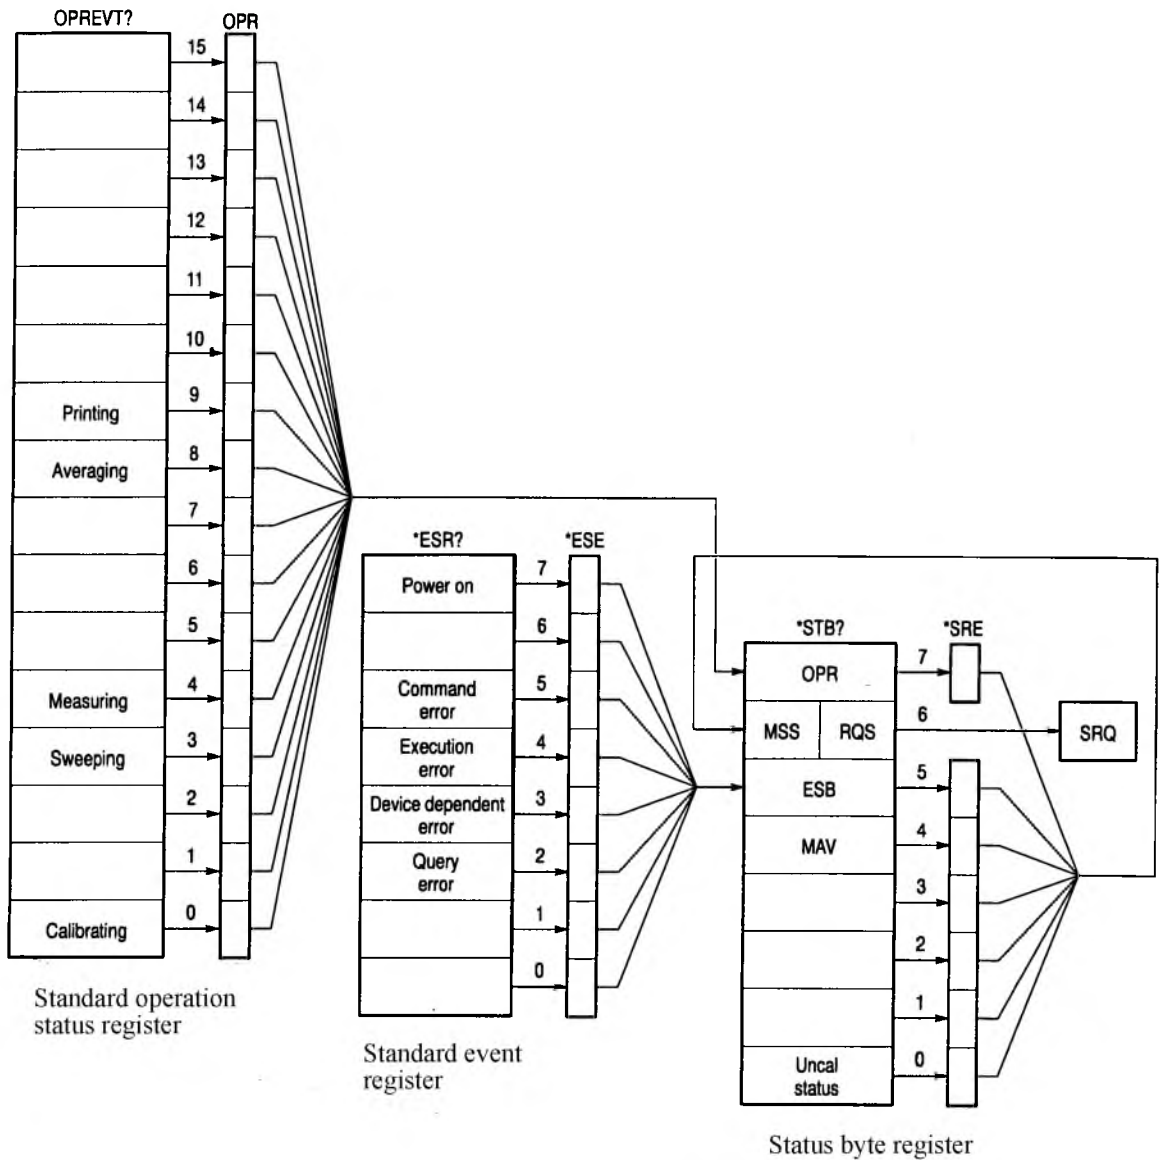 OPREVT?
OPR
15
14
13
12
11
10
Printing
9
Averaging
8
7
6
5
Measuring
4
Sweeping
3
2
1
Calibrating
0
Standard operation
status register
*ESR?
*ESE
Power on
7
6
Command
error
5
Execution
error
4
Device dependent
error
3
Query
error
2
1
0
Standard event
register
*STB?
*SRE
OPR
7
MSS
RQS
6
SRQ
ESB
5
MAV
4
3
2
1
Uncal
status
0
Status byte register